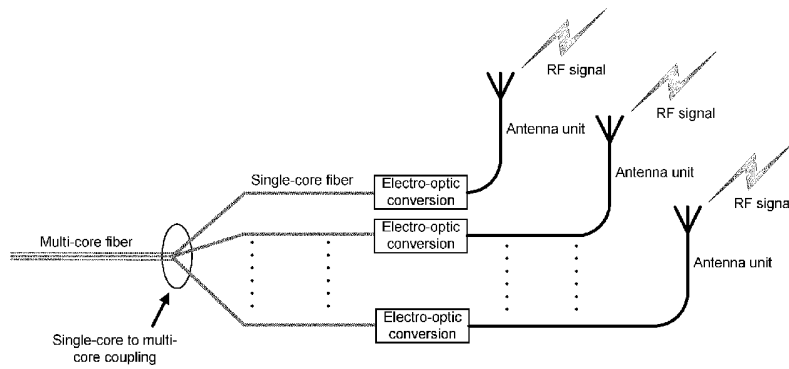 RF signal
RF signal
Antenna unit
Antenna unit
Single-core fiber
Electro-optic
conversion
RF signa
Electro-optic
conversion
Multi-core fiber
Antenna unit
Electro-optic
conversion
Single-core to multi-
core coupling